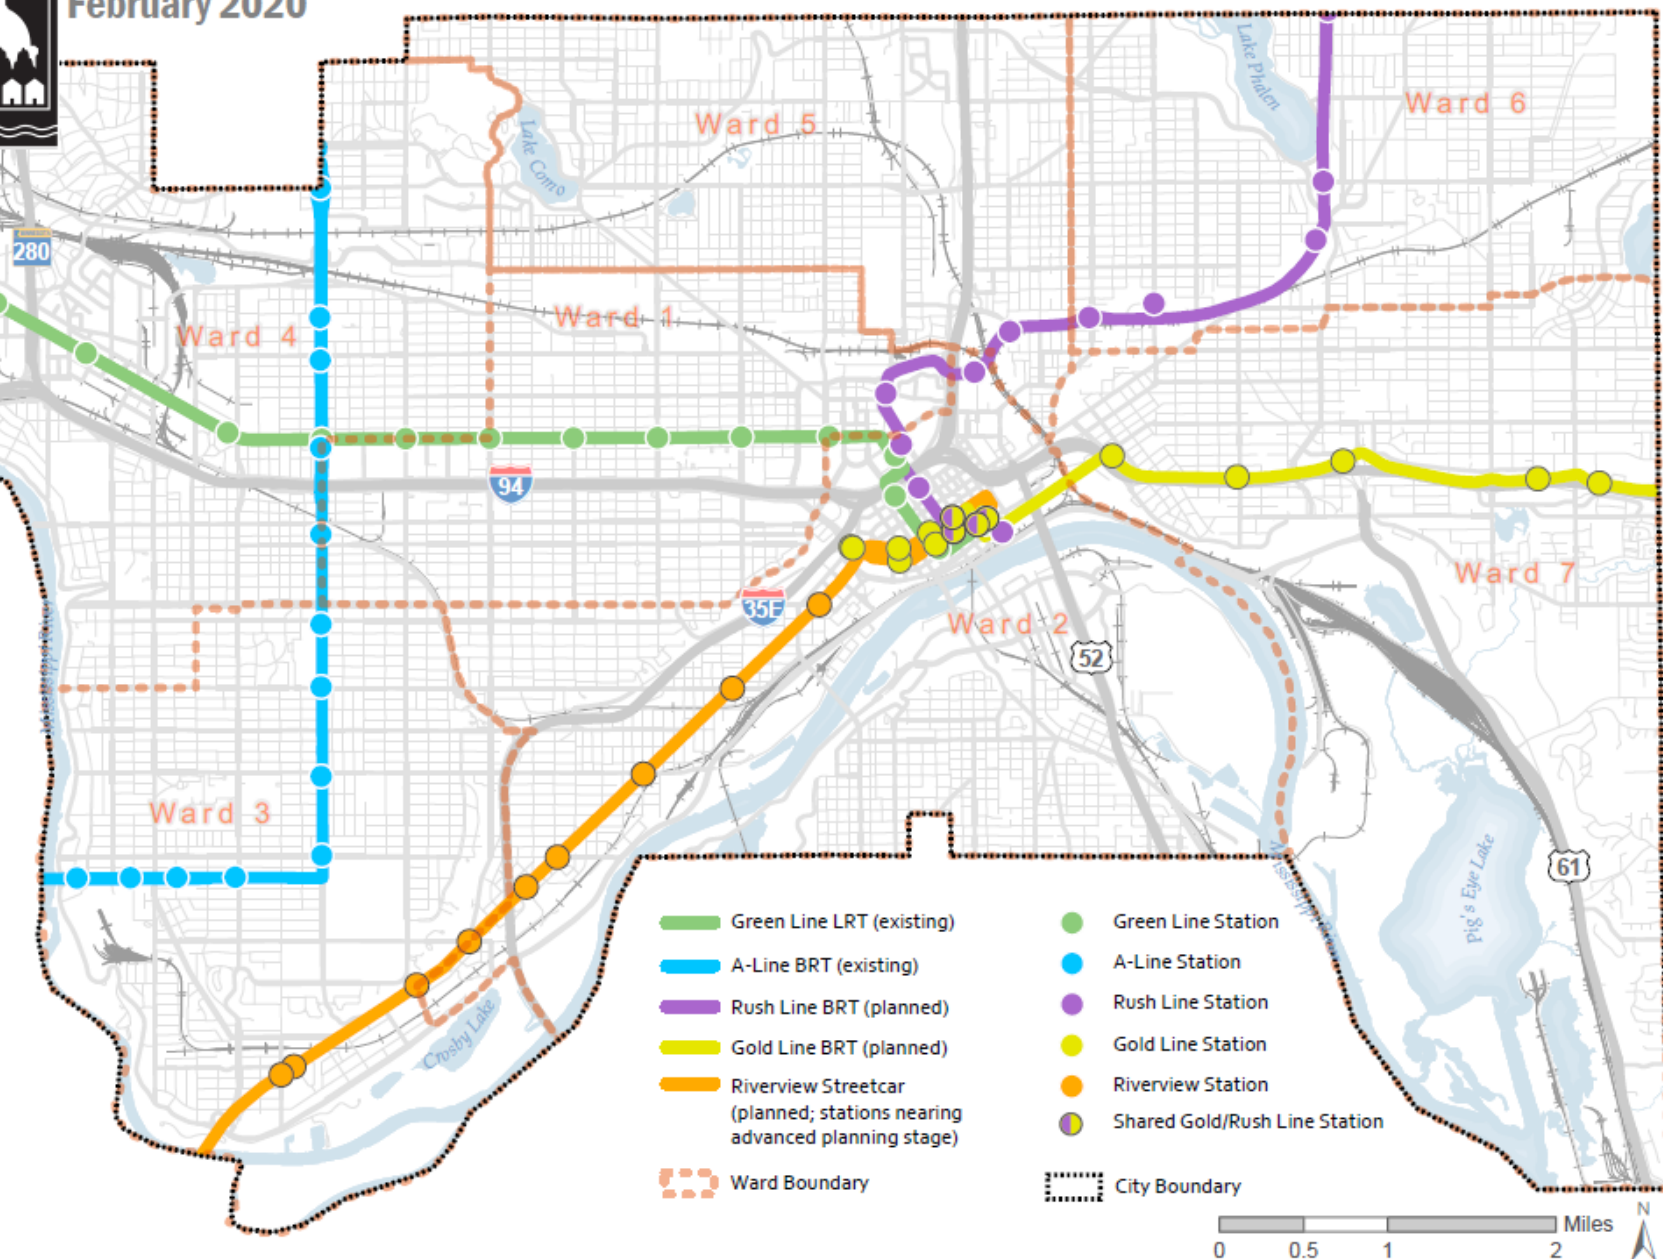 February 2020
Lake Phalen
Ward 6
Ward 5
Lake Como
280
Ward 4
Ward 1
94
Ward 7
35E
Ward 2
52
Mississippi River
Ward 3
61
Pig's Eye Lake
Mississippi River
Crosby Lake
Green Line LRT (existing)
A-Line BRT (existing)
Rush Line BRT (planned)
Gold Line BRT (planned)
Riverview Streetcar
(planned; stations nearing
advanced planning stage)
Ward Boundary
Green Line Station
A-Line Station
Rush Line Station
Gold Line Station
Riverview Station
Shared Gold/Rush Line Station
City Boundary
N
Miles
0 0.5 1 2